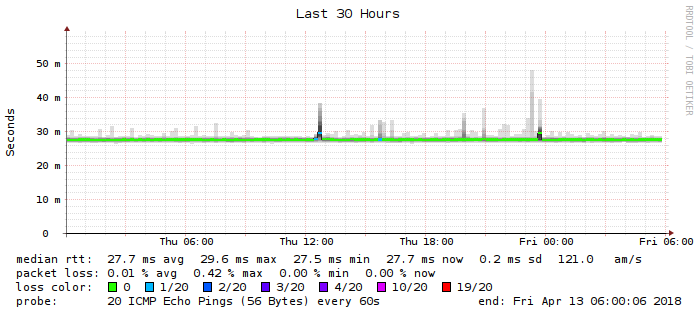 Last 30 Hours
RRDTOOL / TOBI OETIKER
Seconds
50 m
40 m
30 m
20 m
10 m
0
Thu 06:00 Thu 12:00 Thu 18:00 Fri 00:00 Fri 06:00
median rtt: 27.7 ms avg 29.6 ms max 27.5 ms min 27.7 ms now 0.2 ms sd 121.0 am/s
packet loss: 0.01 % avg 0.42 % max 0.00 % min 0.00 % now
loss color: 0 1/20 2/20 3/20 4/20 10/20 19/20
probe: 20 ICMP Echo Pings (56 Bytes) every 60s end: Fri Apr 13 06:00:06 2018